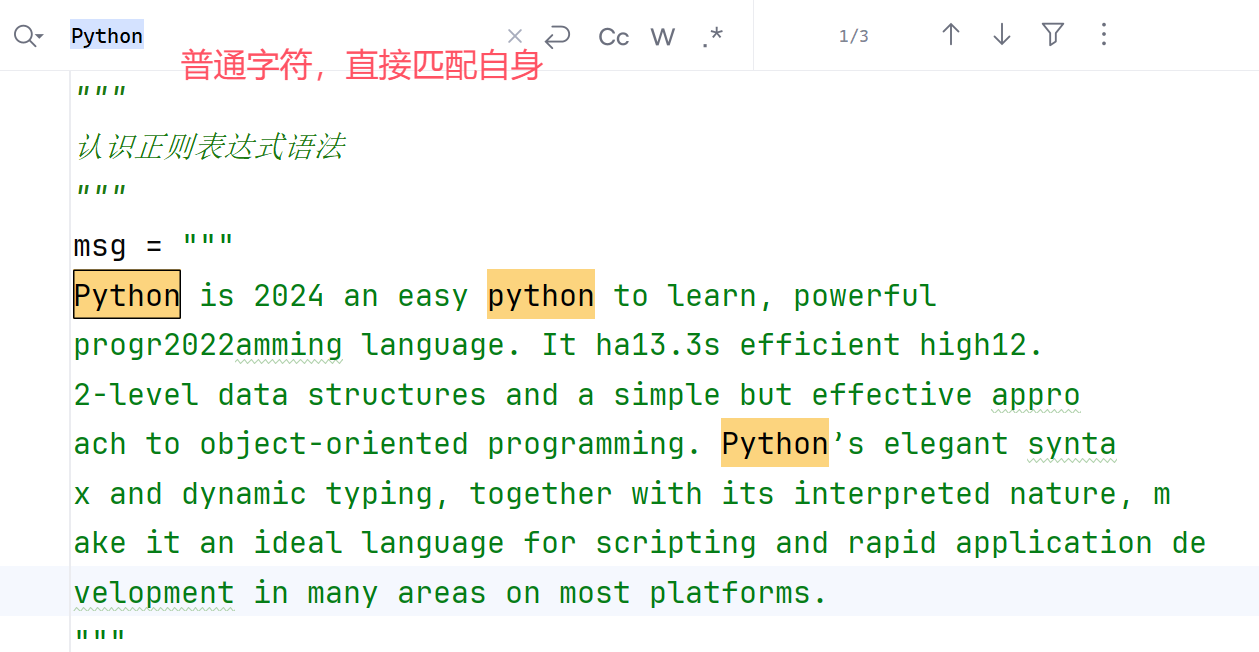 Python
Cc W .* 1/3
普通字符，直接匹配自身
"""
认识正则表达式语法
"""
msg = """
Python is 2024 an easy python to learn, powerful
progr2022amming language. It ha13.3s efficient high12.
2-level data structures and a simple but effective appro
ach to object-oriented programming. Python’s elegant synta
x and dynamic typing, together with its interpreted nature, m
ake it an ideal language for scripting and rapid application de
velopment in many areas on most platforms.
"""